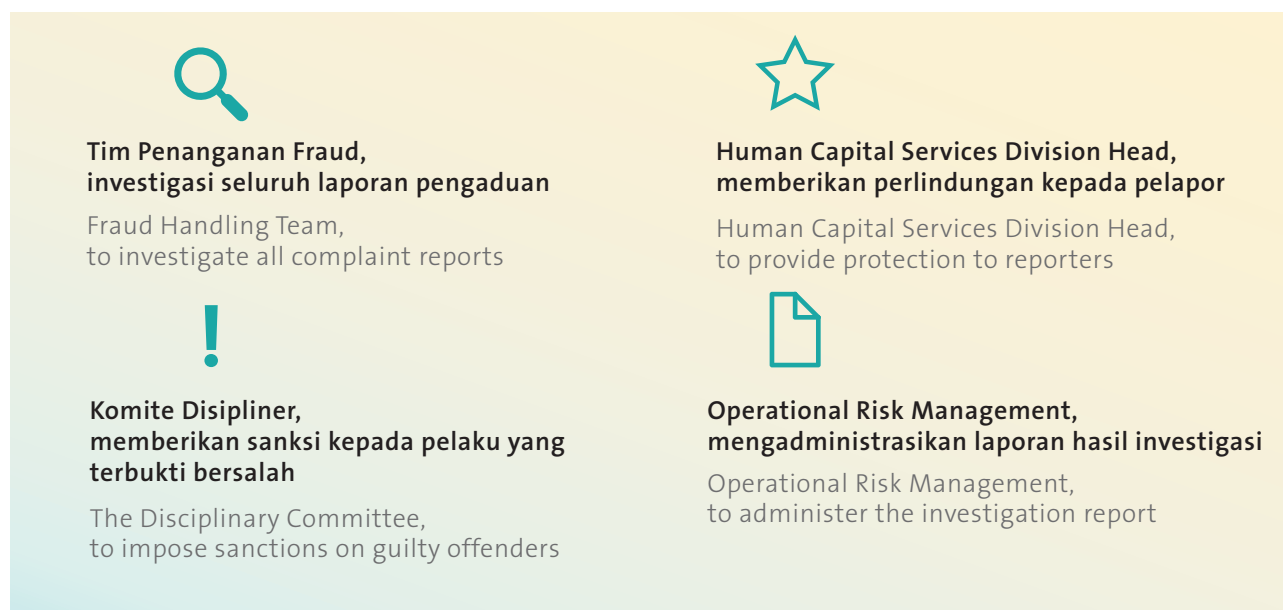 Tim Penanganan Fraud,
investigasi seluruh laporan pengaduan
Fraud Handling Team,
to investigate all complaint reports
Human Capital Services Division Head,
memberikan perlindungan kepada pelapor
Human Capital Services Division Head,
to provide protection to reporters
Komite Disipliner,
memberikan sanksi kepada pelaku yang
terbukti bersalah
The Disciplinary Committee,
to impose sanctions on guilty offenders
Operational Risk Management,
mengadministrasikan laporan hasil investigasi
Operational Risk Management,
to administer the investigation report